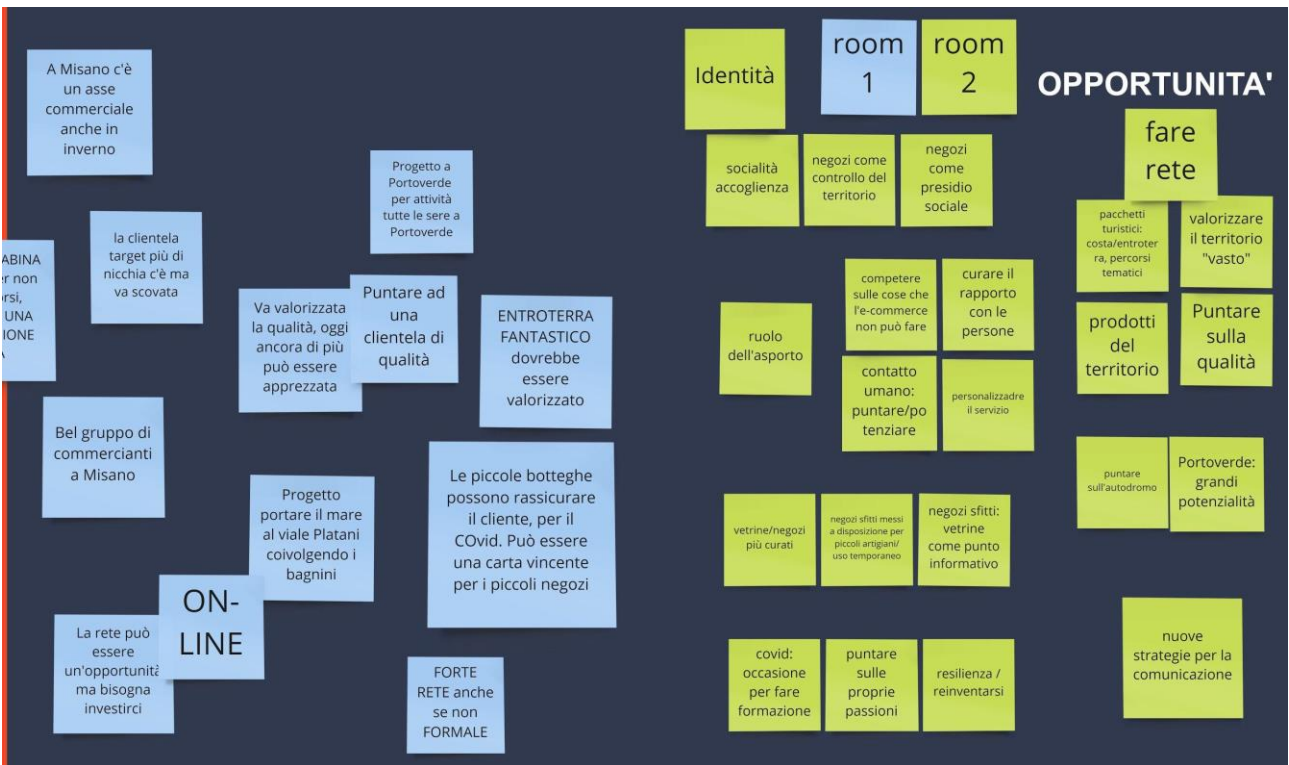 A Misano c'è
un asse
commerciale
anche in
inverno
la clientela
target più di
nicchia c'è ma
va scovata
ABINA
er non
orsi,
UNA
IONE
Bel gruppo di
commercianti
a Misano
Progetto a
Portoverde
per attività
tutte le sere a
Portoverde
Va valorizzata
la qualità, oggi
ancora di più
può essere
apprezzata
Puntare ad
una
clientela di
qualità
ENTROTERRA
FANTASTICO
dovrebbe
essere
valorizzato
Progetto
portare il mare
al viale Platani
coivolgendo i
bagnini
Le piccole botteghe
possono rassicurare
il cliente, per il
COvid. Può essere
una carta vincente
per i piccoli negozi
ON-
LINE
La rete può
essere
un'opportunità
ma bisogna
investirci
FORTE
RETE anche
se non
FORMALE
Identità
room
1
room
2
OPPORTUNITA'
socialità
accoglienza
negozi come
controllo del
territorio
negozi
come
presidio
sociale
fare
rete
pacchetti
turistici:
costa/entroter
ra, percorsi
tematici
valorizzare
il territorio
"vasto"
ruolo
dell'asporto
competere
sulle cose che
l'e-commerce
non può fare
curare il
rapporto
con le
persone
contatto
umano:
puntare/po
tenziare
personalizzadre
il servizio
prodotti
del
territorio
Puntare
sulla
qualità
puntare
sull'autodromo
Portoverde:
grandi
potenzialità
vetrine/negozi
più curati
negozi sfitti messi
a disposizione per
piccoli artigiani/
uso temporaneo
negozi sfitti:
vetrine
come punto
informativo
covid:
occasione
per fare
formazione
puntare
sulle
proprie
passioni
resilienza /
reinventarsi
nuove
strategie per la
comunicazione